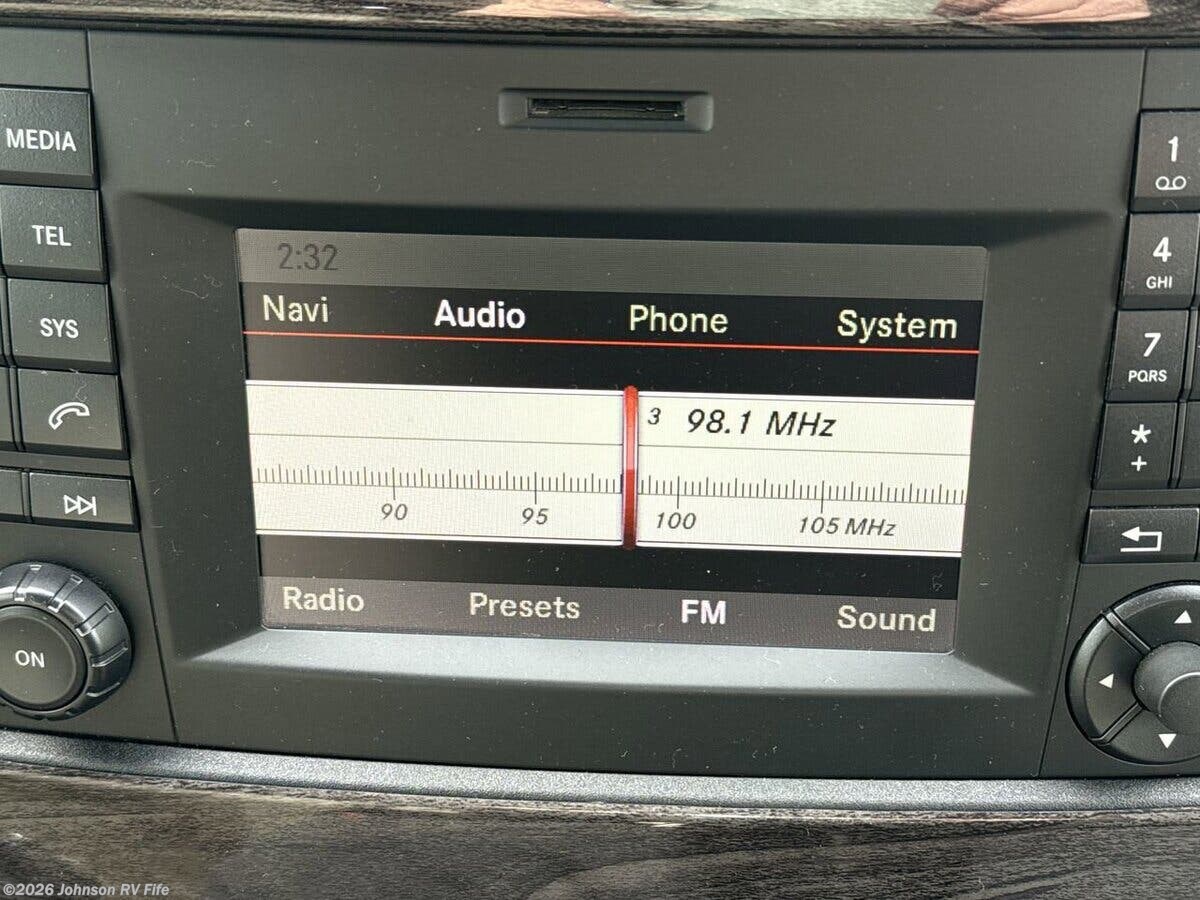 MEDIA
TEL
SYS
ON
2:32
Navi Audio Phone System
3 98.1 MHz
90 95 100 105 MHz
Radio Presets FM Sound
1
4
GHI
7
PQRS
*
+
©2026 Johnson RV Fife